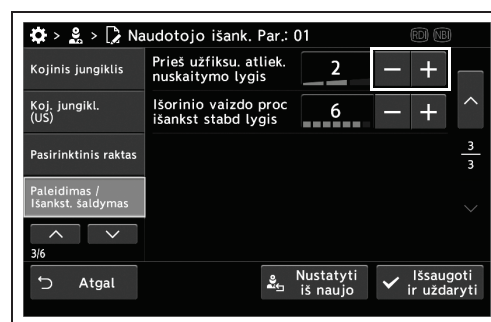 > > Naudotojo išank. Par.: 01 RDI NBI
Kojinis jungiklis
Koj. jungikl.
(US)
Pasirinktinis raktas
Paleidimas /
Išankst. šaldymas
3/6
Prieš užfiksu. atliek.
nuskaitymo lygis
2 − +
Išorinio vaizdo proc
išankst stabd lygis
6 − +
3
3
Atgal
Nustatyti
iš naujo
Išsaugoti
ir uždaryti